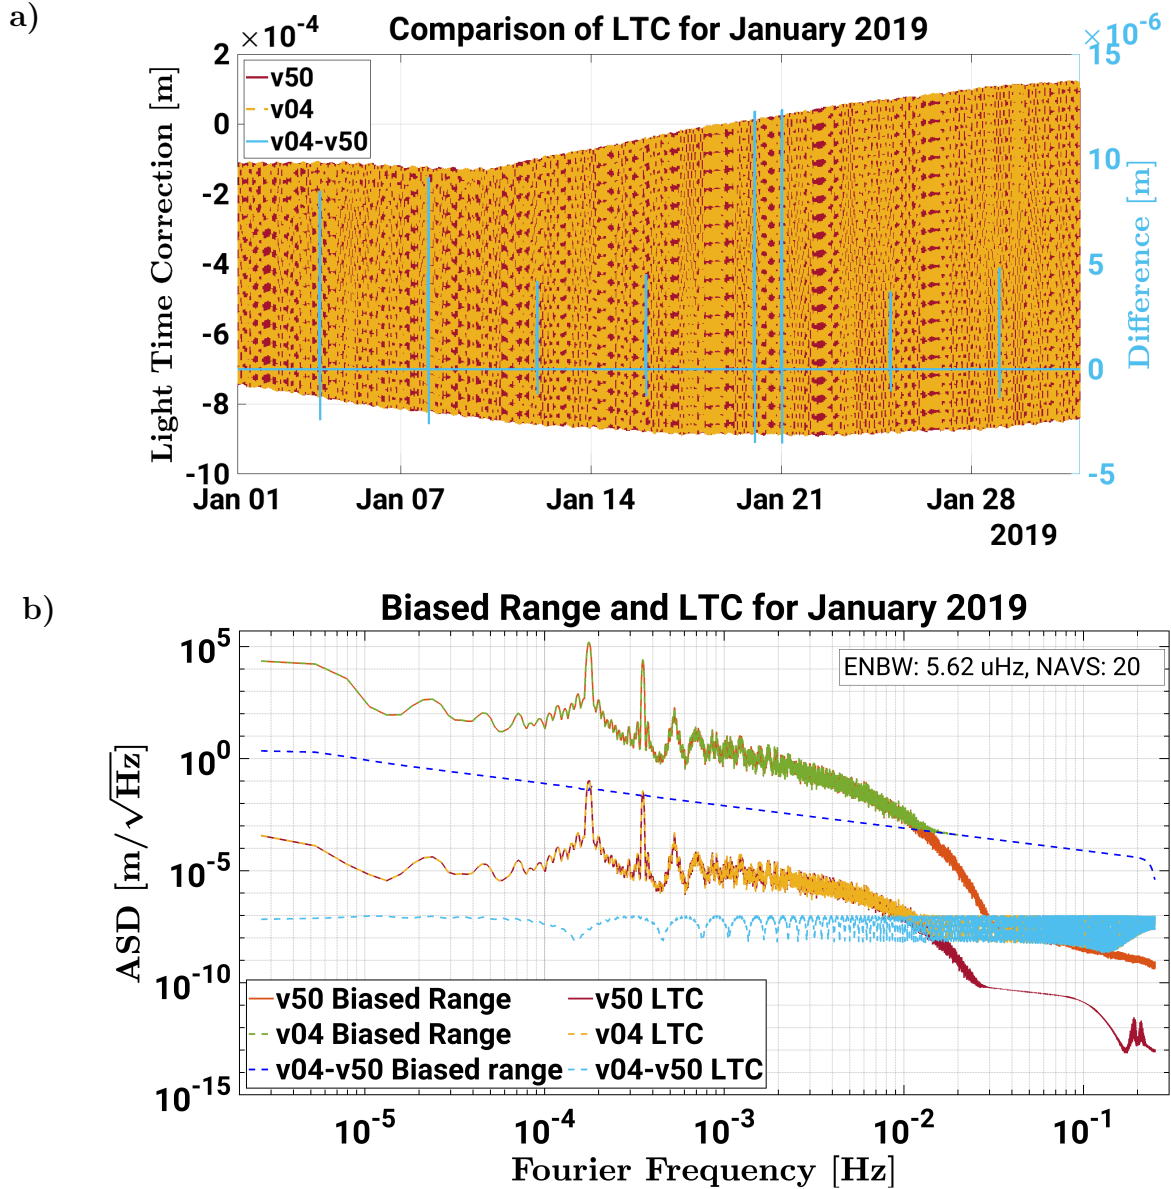 a)
Comparison of LTC for January 2019
×10⁻⁴
×10⁻⁶
Light Time Correction [m]
2
0
-2
-4
-6
-8
-10
v50
v04
v04-v50
15
10
5
0
-5
Difference [m]
Jan 01 Jan 07 Jan 14 Jan 21 Jan 28
2019
b)
Biased Range and LTC for January 2019
ENBW: 5.62 uHz, NAVS: 20
ASD [m/√Hz]
10⁵
10⁰
10⁻⁵
10⁻¹⁰
10⁻¹⁵
v50 Biased Range v50 LTC
v04 Biased Range v04 LTC
v04-v50 Biased range v04-v50 LTC
10⁻⁵ 10⁻⁴ 10⁻³ 10⁻² 10⁻¹
Fourier Frequency [Hz]